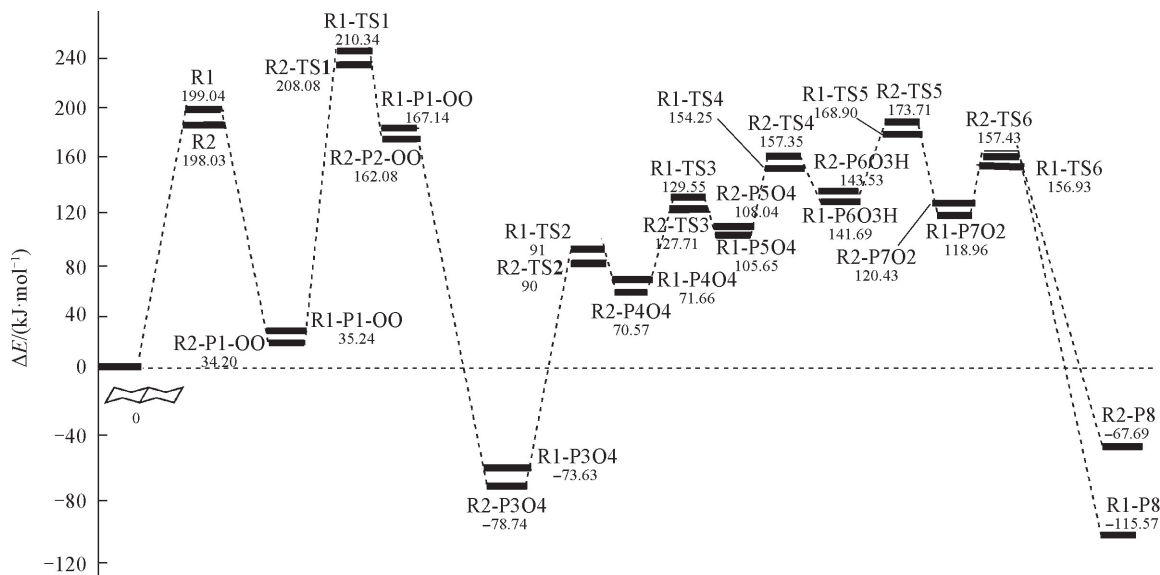 ΔE/(kJ·mol⁻¹)
240
200
160
120
80
40
0
−40
−80
−120
0
R1
199.04
R2
198.03
R2-P1-OO
34.20
R1-P1-OO
35.24
R1-TS1
210.34
R2-TS1
208.08
R1-P1-OO
167.14
R2-P2-OO
162.08
R1-P3O4
−73.63
R2-P3O4
−78.74
R1-TS2
91
R2-TS2
90
R1-P4O4
71.66
R2-P4O4
70.57
R1-TS3
129.55
R2-TS3
127.71
R2-P5O4
108.04
R1-P5O4
105.65
R1-TS4
154.25
R2-TS4
157.35
R2-P6O3H
143.53
R1-P6O3H
141.69
R1-TS5
168.90
R2-TS5
173.71
R2-P7O2
120.43
R1-P7O2
118.96
R2-TS6
157.43
R1-TS6
156.93
R2-P8
−67.69
R1-P8
−115.57